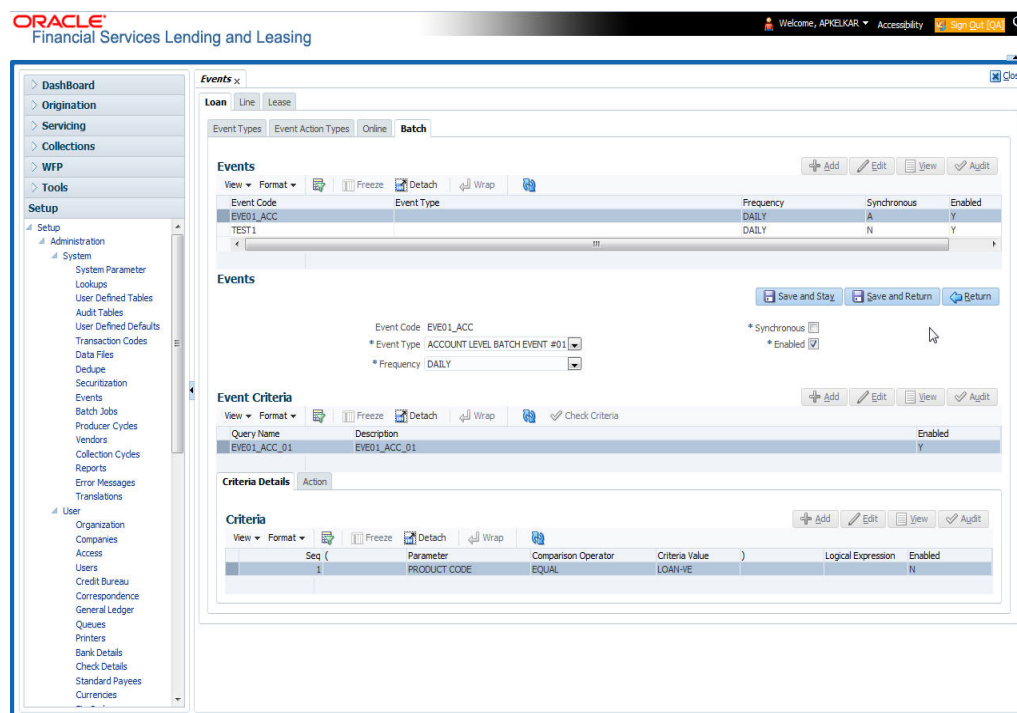 ORACLE
Financial Services Lending and Leasing
Welcome, APKELKAR Accessibility Sign Out [QA]
DashBoard
Origination
Servicing
Collections
WFP
Tools
Setup
Setup
Administration
System
System Parameter
Lookups
User Defined Tables
Audit Tables
User Defined Defaults
Transaction Codes
Data Files
Dedupe
Securitization
Events
Batch Jobs
Producer Cycles
Vendors
Collection Cycles
Reports
Error Messages
Translations
User
Organization
Companies
Access
Users
Credit Bureau
Correspondence
General Ledger
Queues
Printers
Bank Details
Check Details
Standard Payees
Currencies
Events x Clos
Loan Line Lease
Event Types Event Action Types Online Batch
Events Add Edit View Audit
View Format Freeze Detach Wrap
Event Code Event Type Frequency Synchronous Enabled
EVE01_ACC DAILY A Y
TEST1 DAILY N Y
Events
Save and Stay Save and Return Return
Event Code EVE01_ACC * Synchronous
* Event Type ACCOUNT LEVEL BATCH EVENT #01 * Enabled
* Frequency DAILY
Event Criteria Add Edit View Audit
View Format Freeze Detach Wrap Check Criteria
Query Name Description Enabled
EVE01_ACC_01 EVE01_ACC_01 Y
Criteria Details Action
Criteria Add Edit View Audit
View Format Freeze Detach Wrap
Seq ( Parameter Comparison Operator Criteria Value ) Logical Expression Enabled
1 PRODUCT CODE EQUAL LOAN-VE N